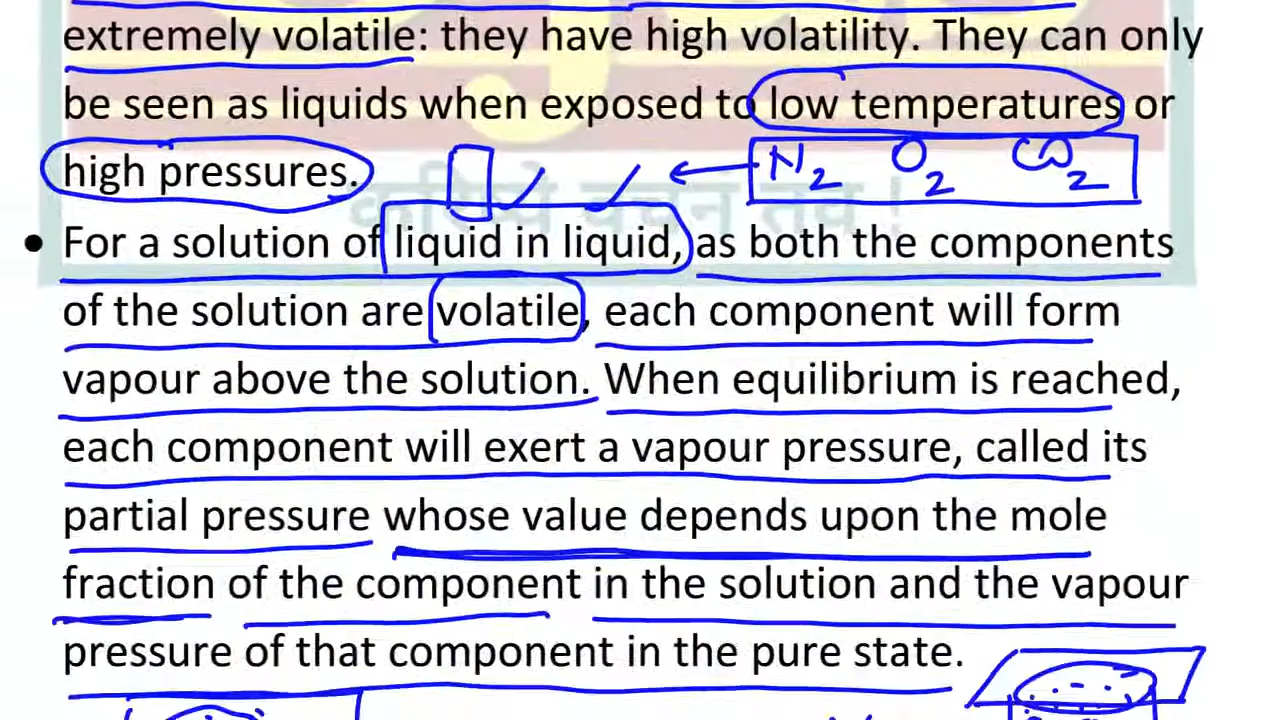 extremely volatile: they have high volatility. They can only
be seen as liquids when exposed to low temperatures or
high pressures.
N2 O2 CO2
करिष्ये वचनं तव !
• For a solution of liquid in liquid, as both the components
of the solution are volatile, each component will form
vapour above the solution. When equilibrium is reached,
each component will exert a vapour pressure, called its
partial pressure whose value depends upon the mole
fraction of the component in the solution and the vapour
pressure of that component in the pure state.